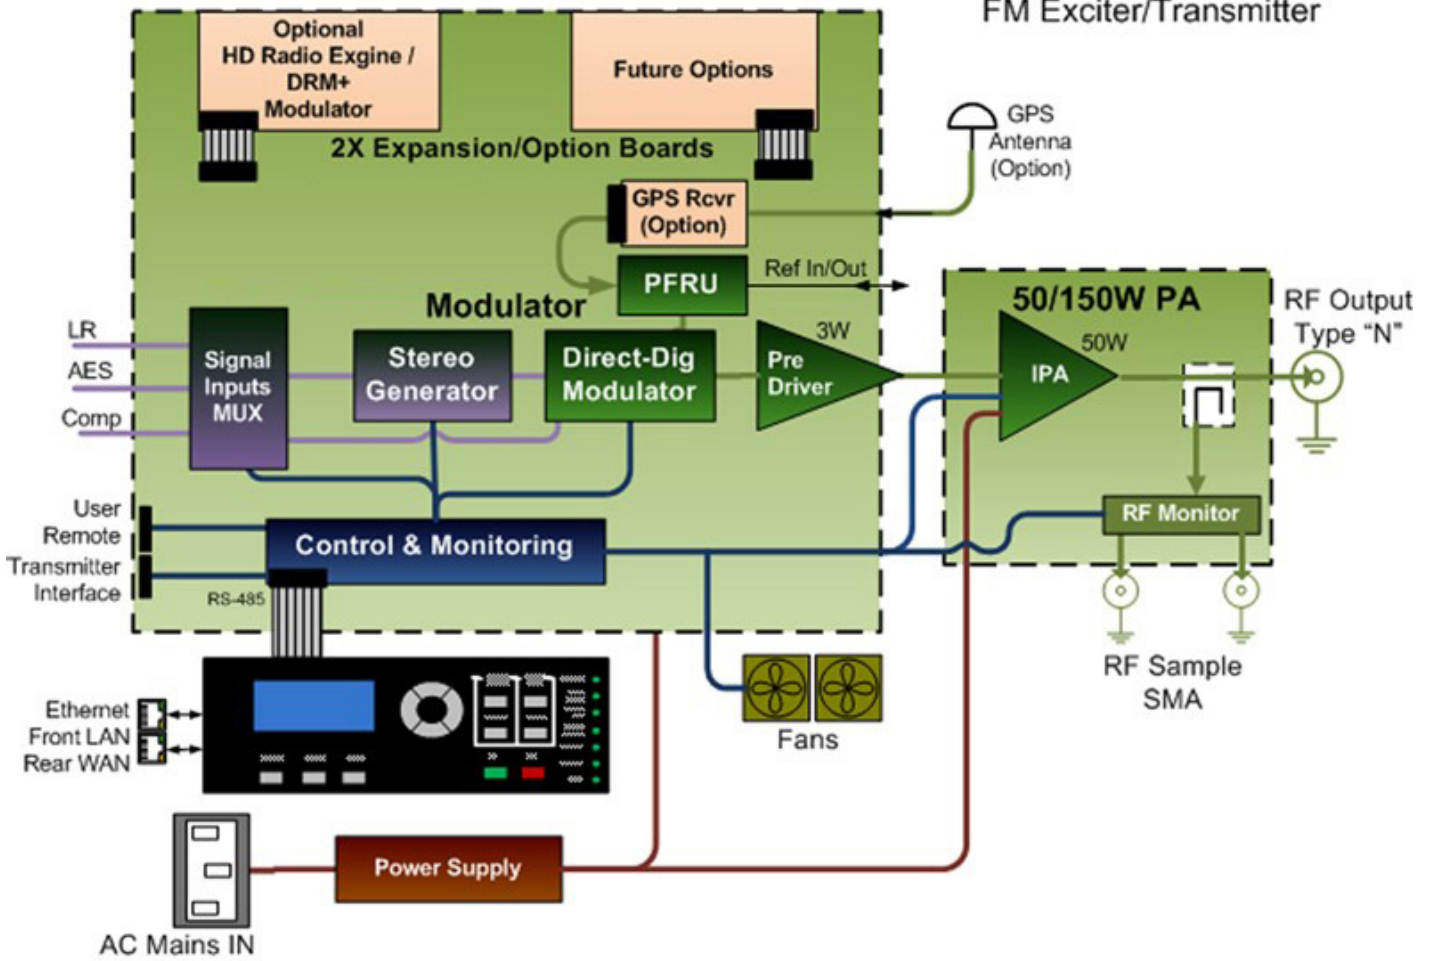 FM Exciter/Transmitter
Optional
HD Radio Exgine /
DRM+
Modulator
Future Options
2X Expansion/Option Boards
GPS
Antenna
(Option)
GPS Rcvr
(Option)
PFRU
Ref In/Out
Modulator
50/150W PA
RF Output
Type “N”
LR
AES
Comp
Signal
Inputs
MUX
Stereo
Generator
Direct-Dig
Modulator
3W
Pre
Driver
50W
IPA
User
Remote
Transmitter
Interface
Control & Monitoring
RS-485
RF Monitor
RF Sample
SMA
Ethernet
Front LAN
Rear WAN
Fans
Power Supply
AC Mains IN